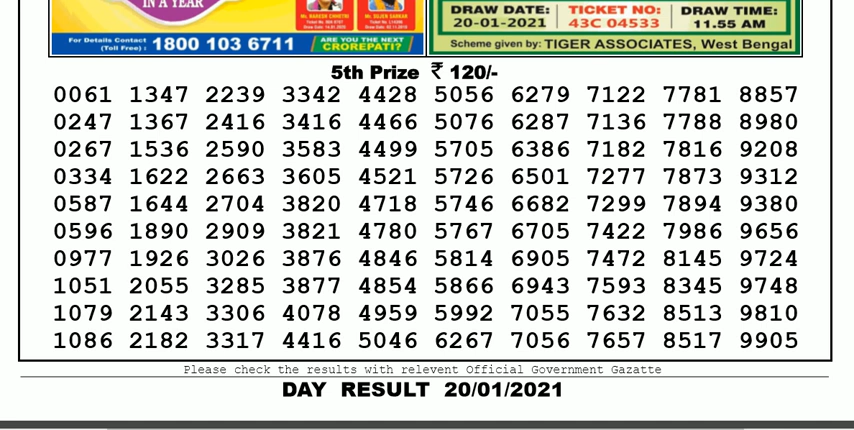 IN A YEAR
Mr. NARESH CHHETRI
Mr. SOJEN SARKAR
For Details Contact
(Toll Free) : 1800 103 6711
ARE YOU THE NEXT
CROREPATI?
DRAW DATE:
20-01-2021
TICKET NO:
43C 04533
DRAW TIME:
11.55 AM
Scheme given by: TIGER ASSOCIATES, West Bengal
5th Prize ₹ 120/-
0061 1347 2239 3342 4428 5056 6279 7122 7781 8857
0247 1367 2416 3416 4466 5076 6287 7136 7788 8980
0267 1536 2590 3583 4499 5705 6386 7182 7816 9208
0334 1622 2663 3605 4521 5726 6501 7277 7873 9312
0587 1644 2704 3820 4718 5746 6682 7299 7894 9380
0596 1890 2909 3821 4780 5767 6705 7422 7986 9656
0977 1926 3026 3876 4846 5814 6905 7472 8145 9724
1051 2055 3285 3877 4854 5866 6943 7593 8345 9748
1079 2143 3306 4078 4959 5992 7055 7632 8513 9810
1086 2182 3317 4416 5046 6267 7056 7657 8517 9905
Please check the results with relevent Official Government Gazatte
DAY RESULT 20/01/2021